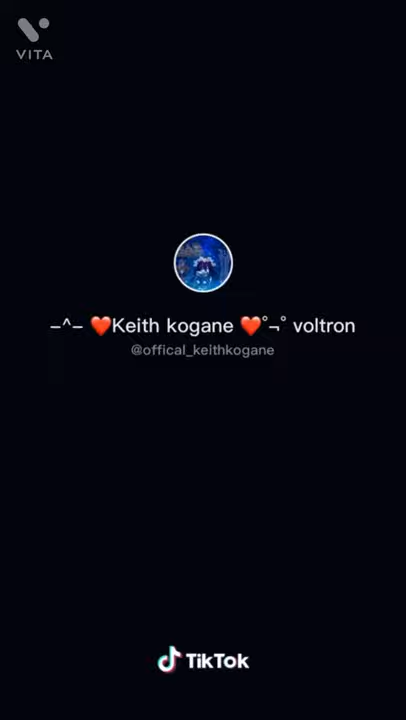 VITA
–^– ❤️Keith kogane ❤️°¬° voltron
@offical_keithkogane
TikTok